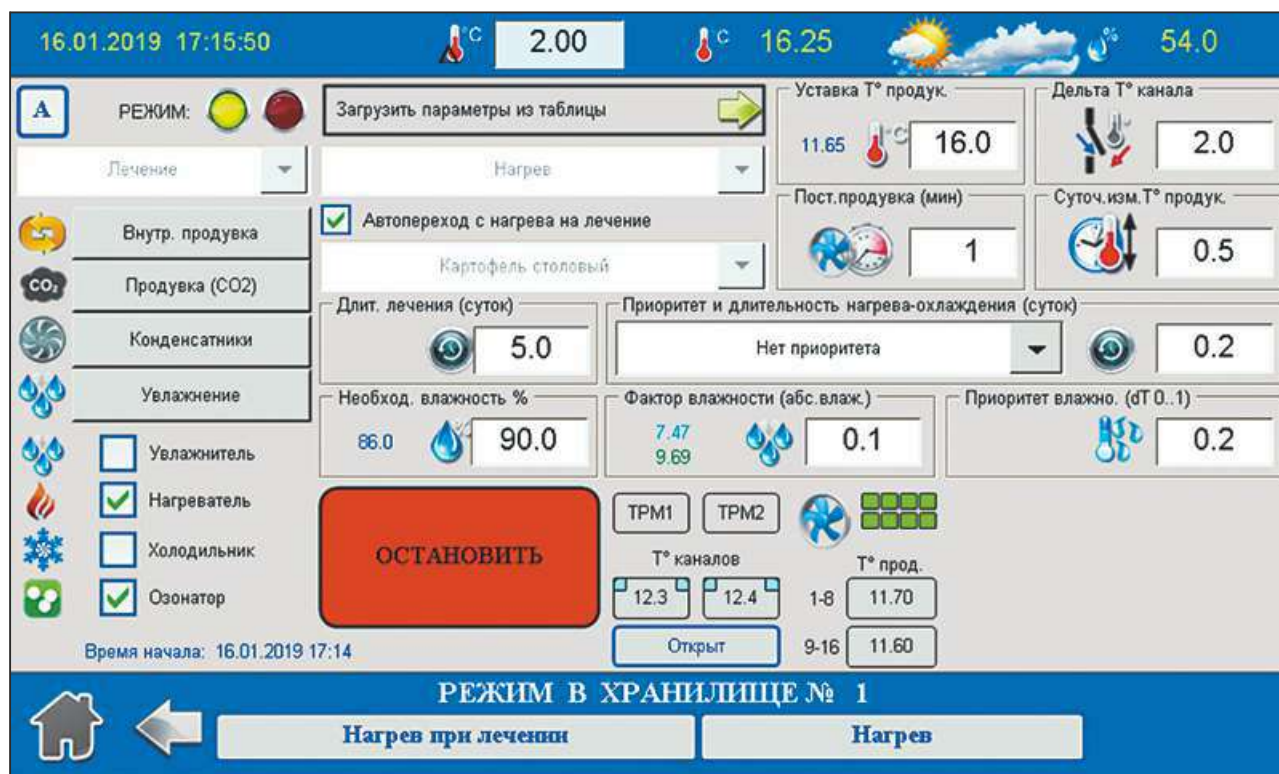 16.01.2019 17:15:50
°C 2.00
°C 16.25
% 54.0
A РЕЖИМ:
Лечение
Загрузить параметры из таблицы
Нагрев
Автопереход с нагрева на лечение
Картофель столовый
Уставка T° продук.
11.65 °C 16.0
Дельта T° канала
2.0
Пост.продувка (мин)
1
Суточ.изм.T° продук.
0.5
Внутр. продувка
CO2 Продувка (CO2)
Конденсатники
Увлажнение
Длит. лечения (суток)
5.0
Приоритет и длительность нагрева-охлаждения (суток)
Нет приоритета
0.2
Необход. влажность %
86.0 90.0
Фактор влажности (абс.влаж.)
7.47
9.69
0.1
Приоритет влажно. (dT 0..1)
0.2
Увлажнитель
Нагреватель
Холодильник
Озонатор
ОСТАНОВИТЬ
ТРМ1 ТРМ2
T° каналов
12.3 12.4
Открыт
T° прод.
1-8 11.70
9-16 11.60
Время начала: 16.01.2019 17:14
РЕЖИМ В ХРАНИЛИЩЕ № 1
Нагрев при лечении
Нагрев